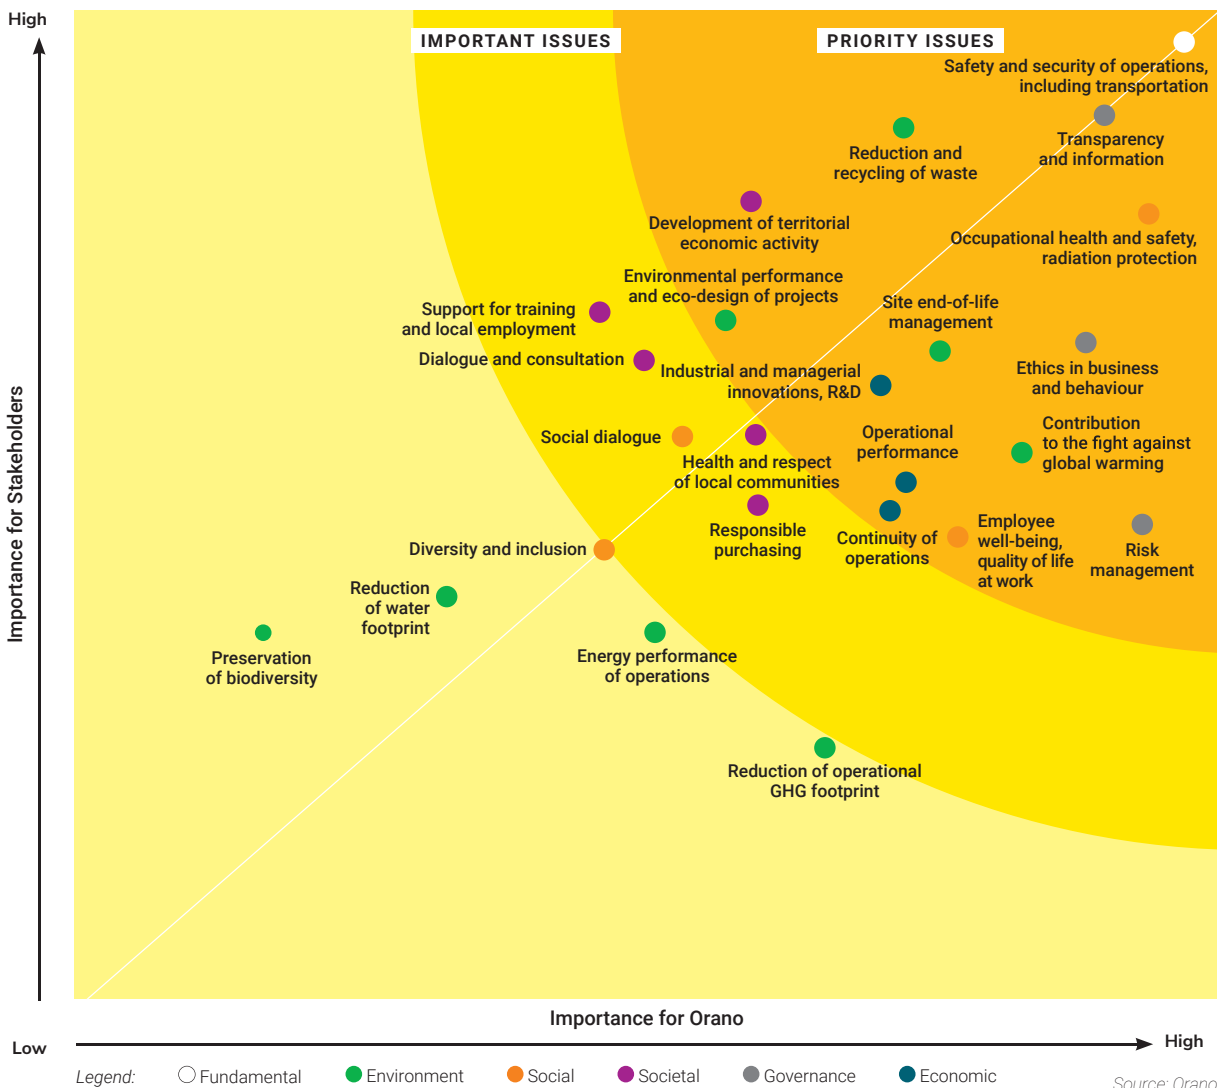 High
IMPORTANT ISSUES
PRIORITY ISSUES
Safety and security of operations,
including transportation
Transparency
and information
Reduction and
recycling of waste
Development of territorial
economic activity
Occupational health and safety,
radiation protection
Environmental performance
and eco-design of projects
Support for training
and local employment
Site end-of-life
management
Dialogue and consultation
Industrial and managerial
innovations, R&D
Ethics in business
and behaviour
Social dialogue
Operational
performance
Contribution
to the fight against
global warming
Health and respect
of local communities
Responsible
purchasing
Continuity of
operations
Employee
well-being,
quality of life
at work
Risk
management
Diversity and inclusion
Reduction
of water
footprint
Preservation
of biodiversity
Energy performance
of operations
Reduction of operational
GHG footprint
Importance for Stakeholders
Importance for Orano
Low
High
Legend:
Fundamental
Environment
Social
Societal
Governance
Economic
Source: Orano